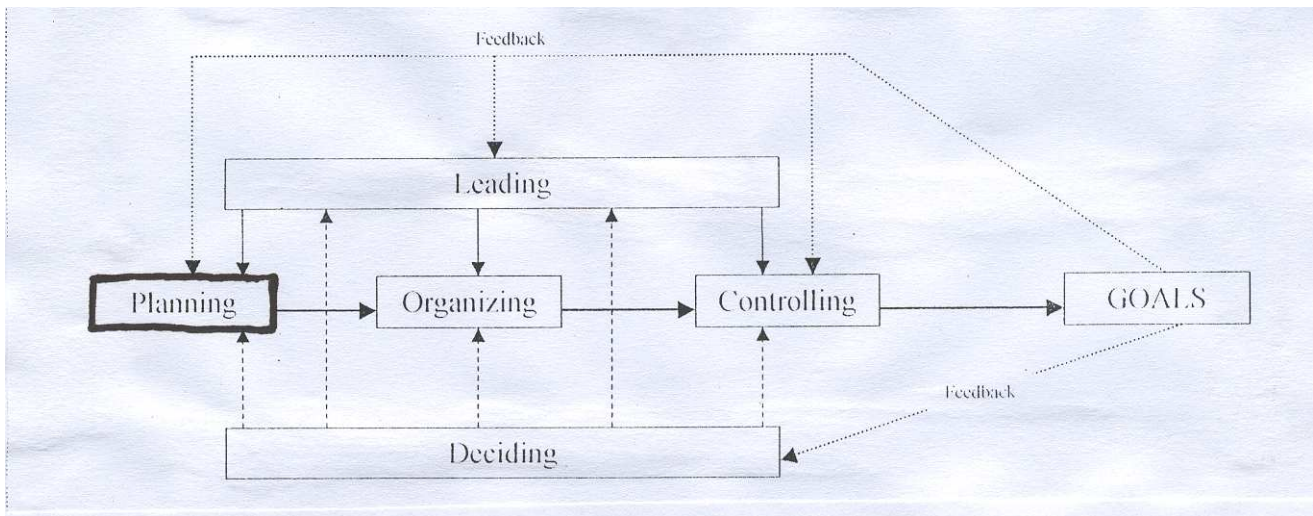 Feedback
Leading
Planning
Organizing
Controlling
GOALS
Feedback
Deciding